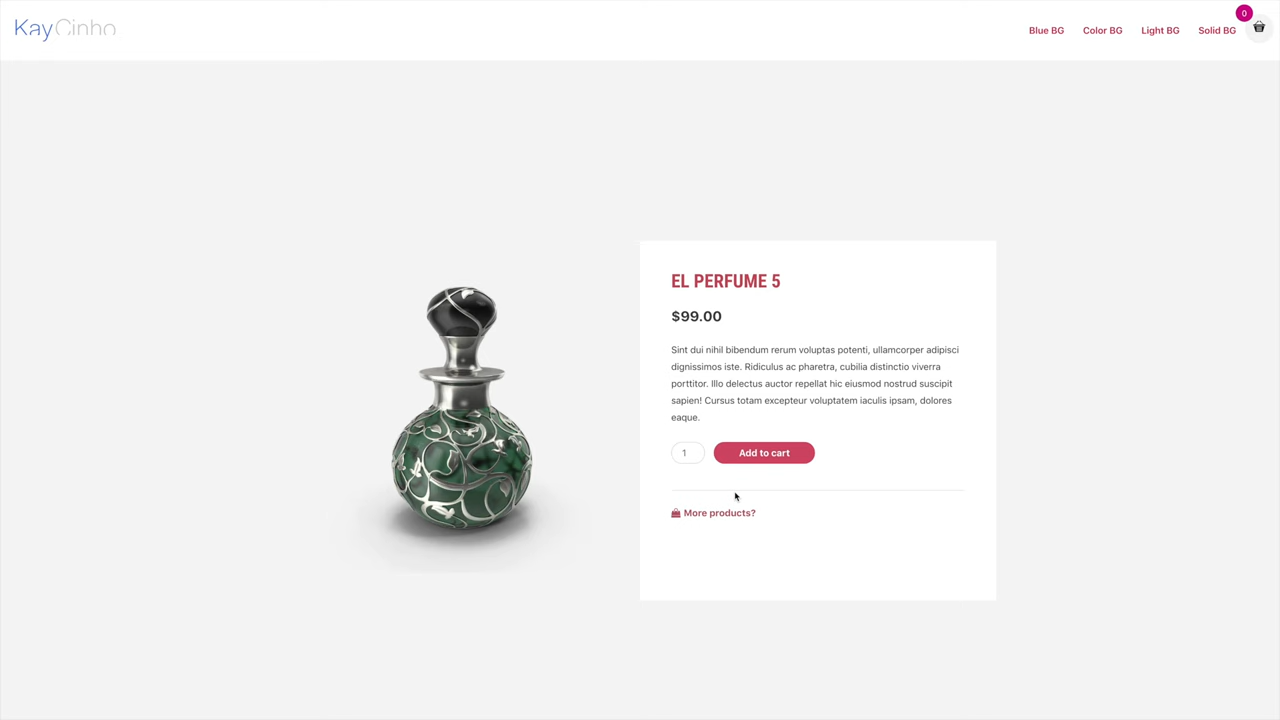 KayCinho
Blue BG
Color BG
Light BG
Solid BG
0
EL PERFUME 5
$99.00
Sint dui nihil bibendum rerum voluptas potenti, ullamcorper adipisci
dignissimos iste. Ridiculus ac pharetra, cubilia distinctio viverra
porttitor. Illo delectus auctor repellat hic eiusmod nostrud suscipit
sapien! Cursus totam excepteur voluptatem iaculis ipsam, dolores
eaque.
1
Add to cart
More products?